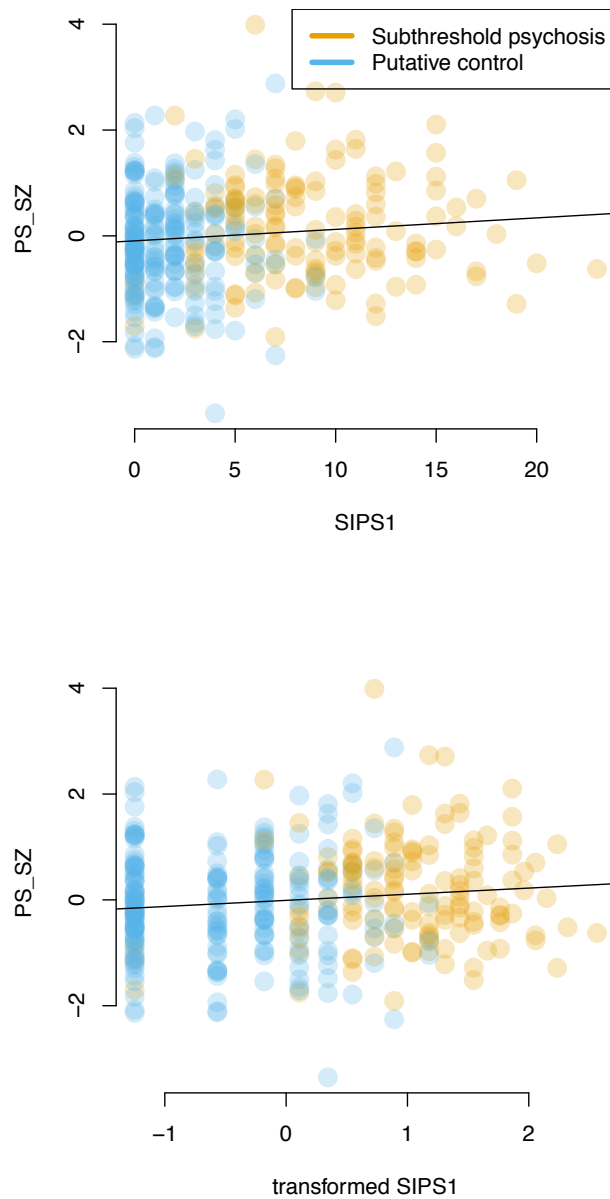 Subthreshold psychosis
Putative control
4
2
0
−2
PS_SZ
0 5 10 15 20
SIPS1
4
2
0
−2
PS_SZ
−1 0 1 2
transformed SIPS1